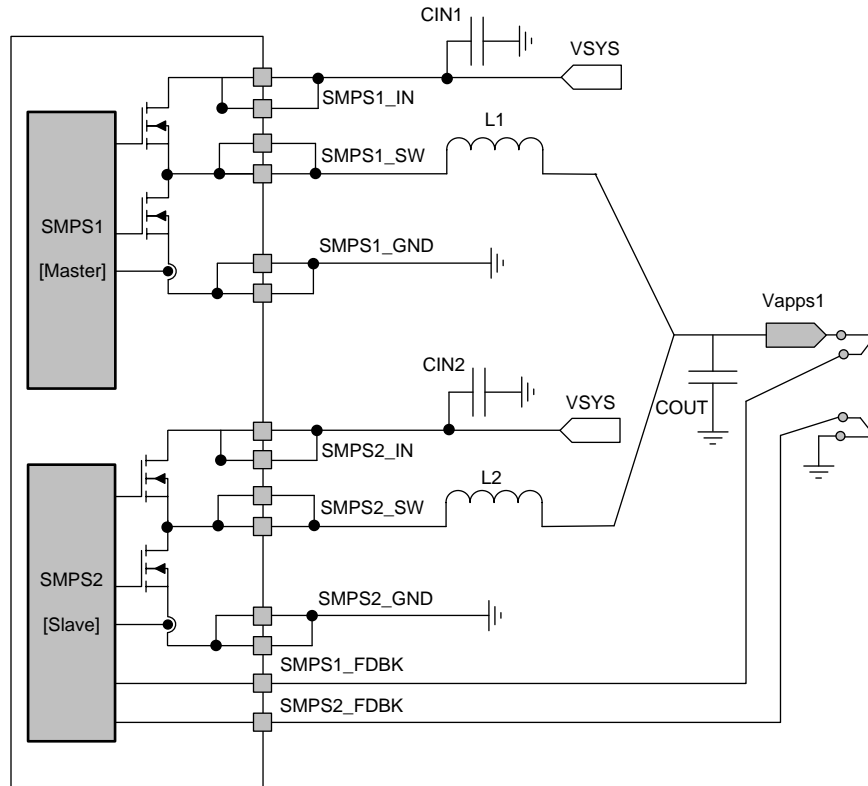 CIN1
VSYS
SMPS1_IN
L1
SMPS1_SW
SMPS1
[Master]
SMPS1_GND
Vapps1
CIN2
VSYS
COUT
SMPS2_IN
L2
SMPS2_SW
SMPS2
[Slave]
SMPS2_GND
SMPS1_FDBK
SMPS2_FDBK